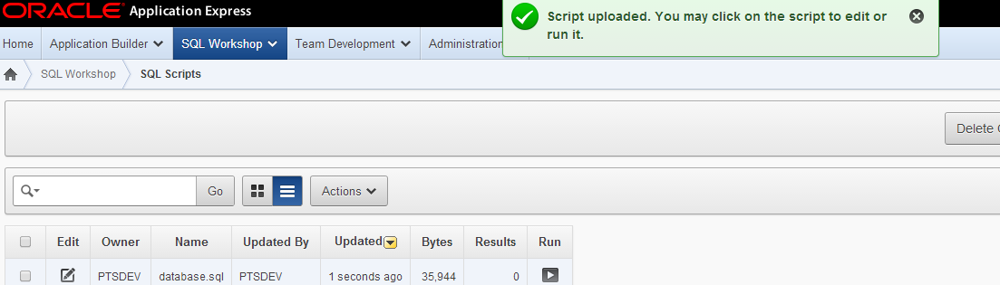 ORACLE Application Express
Script uploaded. You may click on the script to edit or
run it.
Home Application Builder SQL Workshop Team Development Administration
SQL Workshop SQL Scripts
Delete
Go Actions
Edit Owner Name Updated By Updated Bytes Results Run
PTSDEV database.sql PTSDEV 1 seconds ago 35,944 0